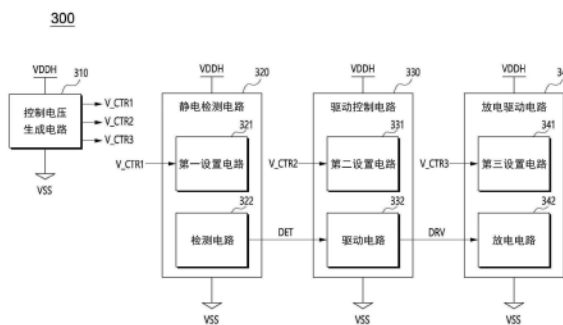 300
VDDH
310
控制电压
生成电路
V_CTR1
V_CTR2
V_CTR3
VSS
VDDH
320
静电检测电路
321
V_CTR1
第一设置电路
322
检测电路
DET
VSS
VDDH
330
驱动控制电路
331
V_CTR2
第二设置电路
332
驱动电路
DRV
VSS
VDDH
放电驱动电路
341
V_CTR3
第三设置电路
342
放电电路
VSS